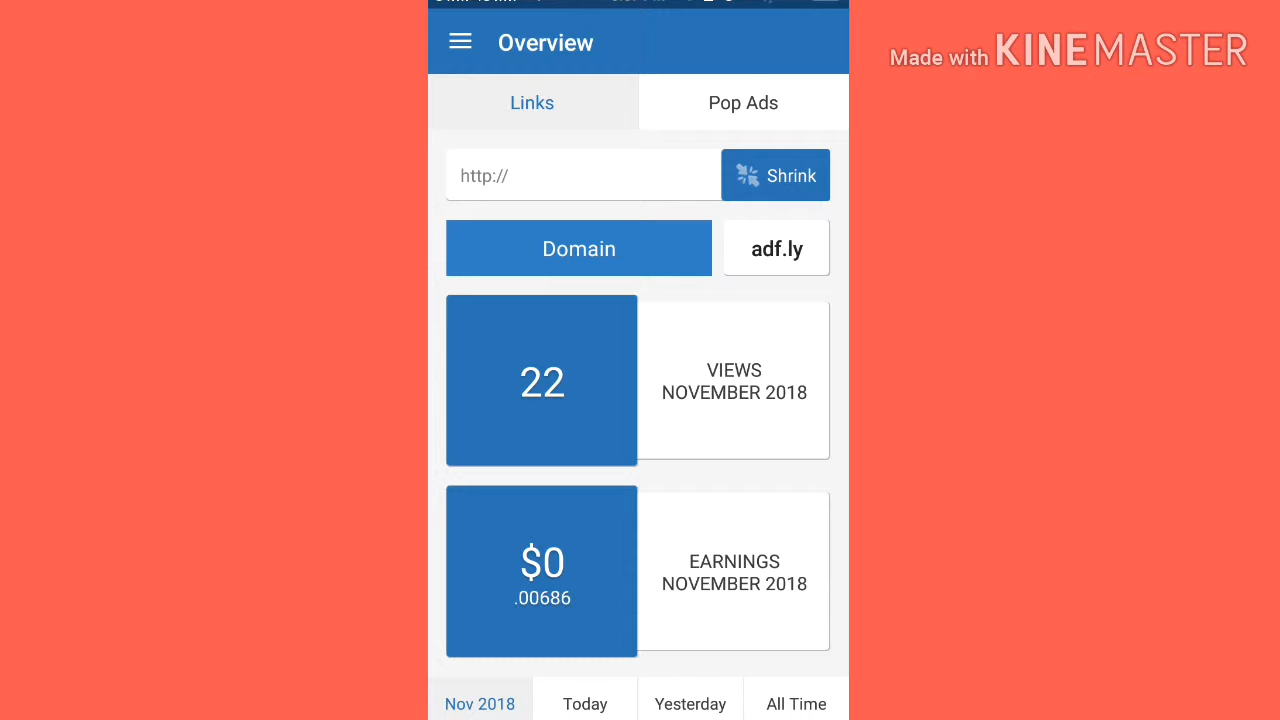 Overview
Made with KINEMASTER
Links
Pop Ads
http://
Shrink
Domain
adf.ly
22
VIEWS
NOVEMBER 2018
$0
.00686
EARNINGS
NOVEMBER 2018
Nov 2018
Today
Yesterday
All Time